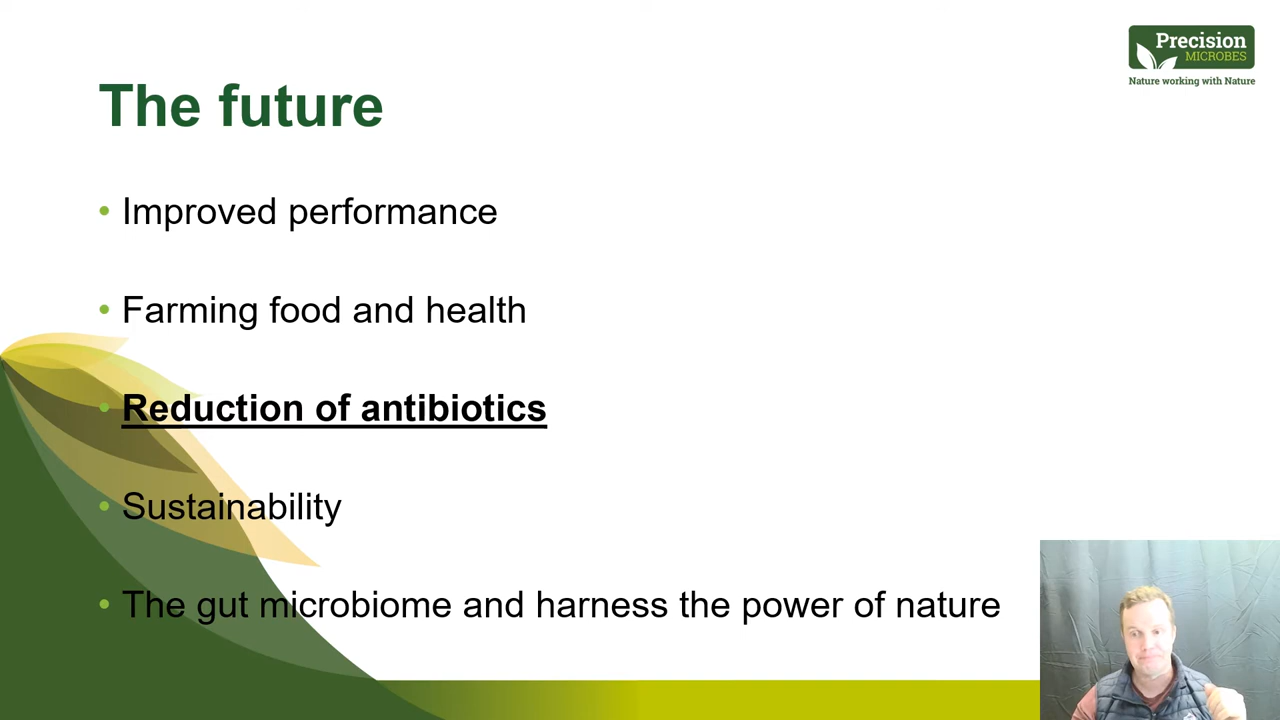 Precision
MICROBES
Nature working with Nature
The future
• Improved performance
• Farming food and health
• Reduction of antibiotics
• Sustainability
• The gut microbiome and harness the power of nature